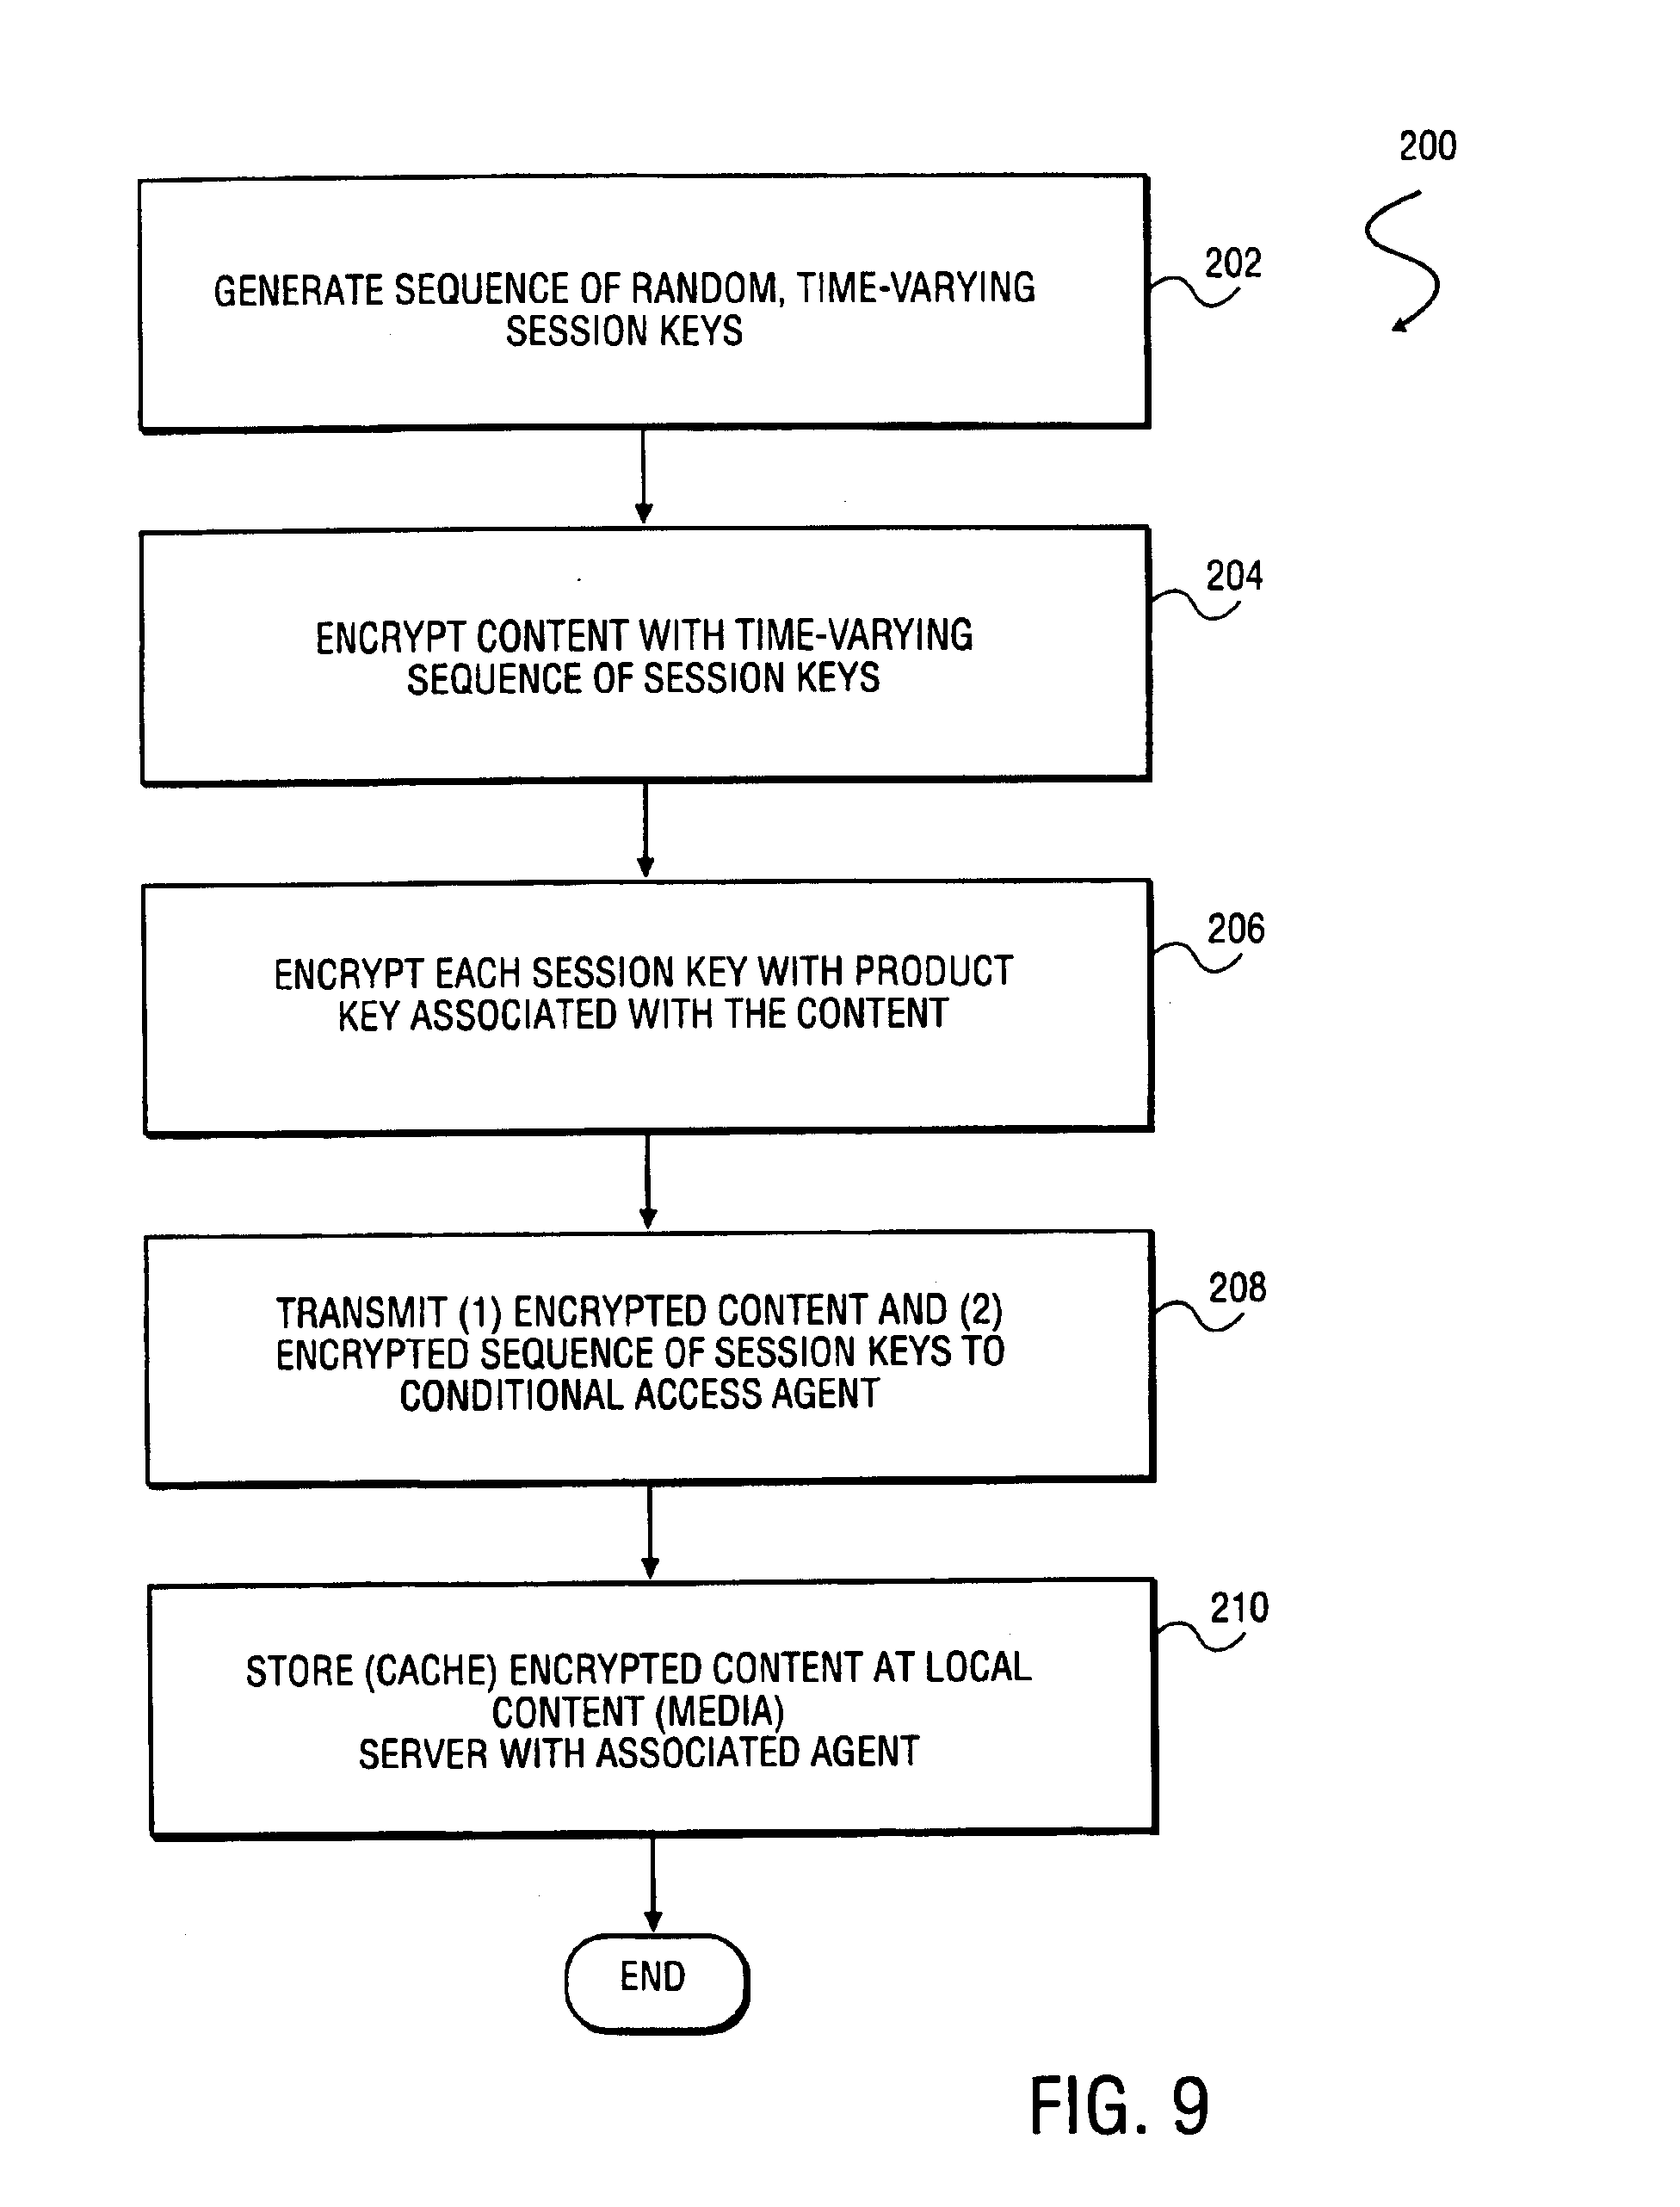 200
202
GENERATE SEQUENCE OF RANDOM, TIME-VARYING
SESSION KEYS
204
ENCRYPT CONTENT WITH TIME-VARYING
SEQUENCE OF SESSION KEYS
206
ENCRYPT EACH SESSION KEY WITH PRODUCT
KEY ASSOCIATED WITH THE CONTENT
208
TRANSMIT (1) ENCRYPTED CONTENT AND (2)
ENCRYPTED SEQUENCE OF SESSION KEYS TO
CONDITIONAL ACCESS AGENT
210
STORE (CACHE) ENCRYPTED CONTENT AT LOCAL
CONTENT (MEDIA)
SERVER WITH ASSOCIATED AGENT
END
FIG. 9